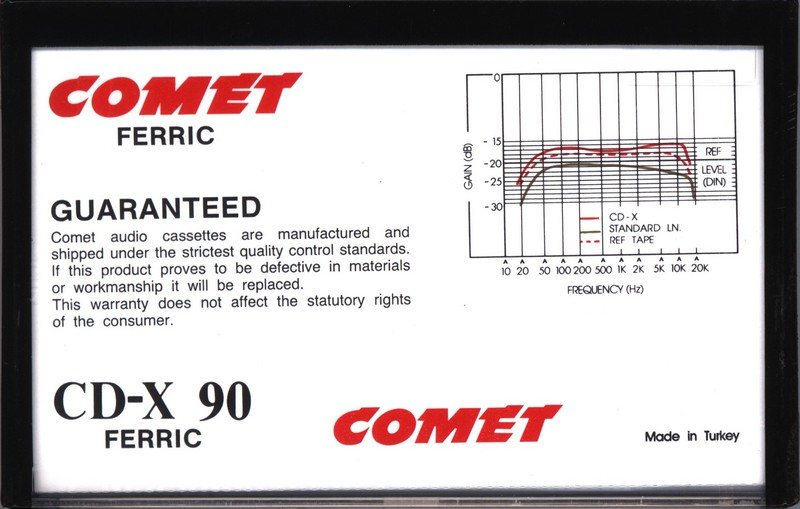 COMET
FERRIC
GUARANTEED
Comet audio cassettes are manufactured and
shipped under the strictest quality control standards.
If this product proves to be defective in materials
or workmanship it will be replaced.
This warranty does not affect the statutory rights
of the consumer.
CD-X 90
FERRIC
COMET
Made in Turkey
GAIN (dB)
0
- 15
- 20
- 25
- 30
REF
LEVEL
(DIN)
CD - X
STANDARD LN.
REF TAPE
10 20 50 100 200 500 1K 2K 5K 10K 20K
FREQUENCY (Hz)